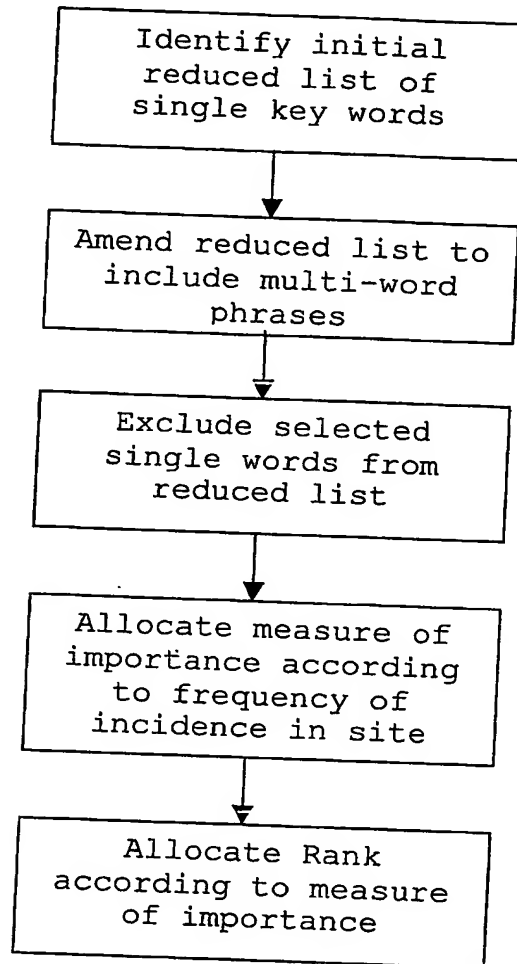 Identify initial
reduced list of
single key words
Amend reduced list to
include multi-word
phrases
Exclude selected
single words from
reduced list
Allocate measure of
importance according
to frequency of
incidence in site
Allocate Rank
according to measure
of importance